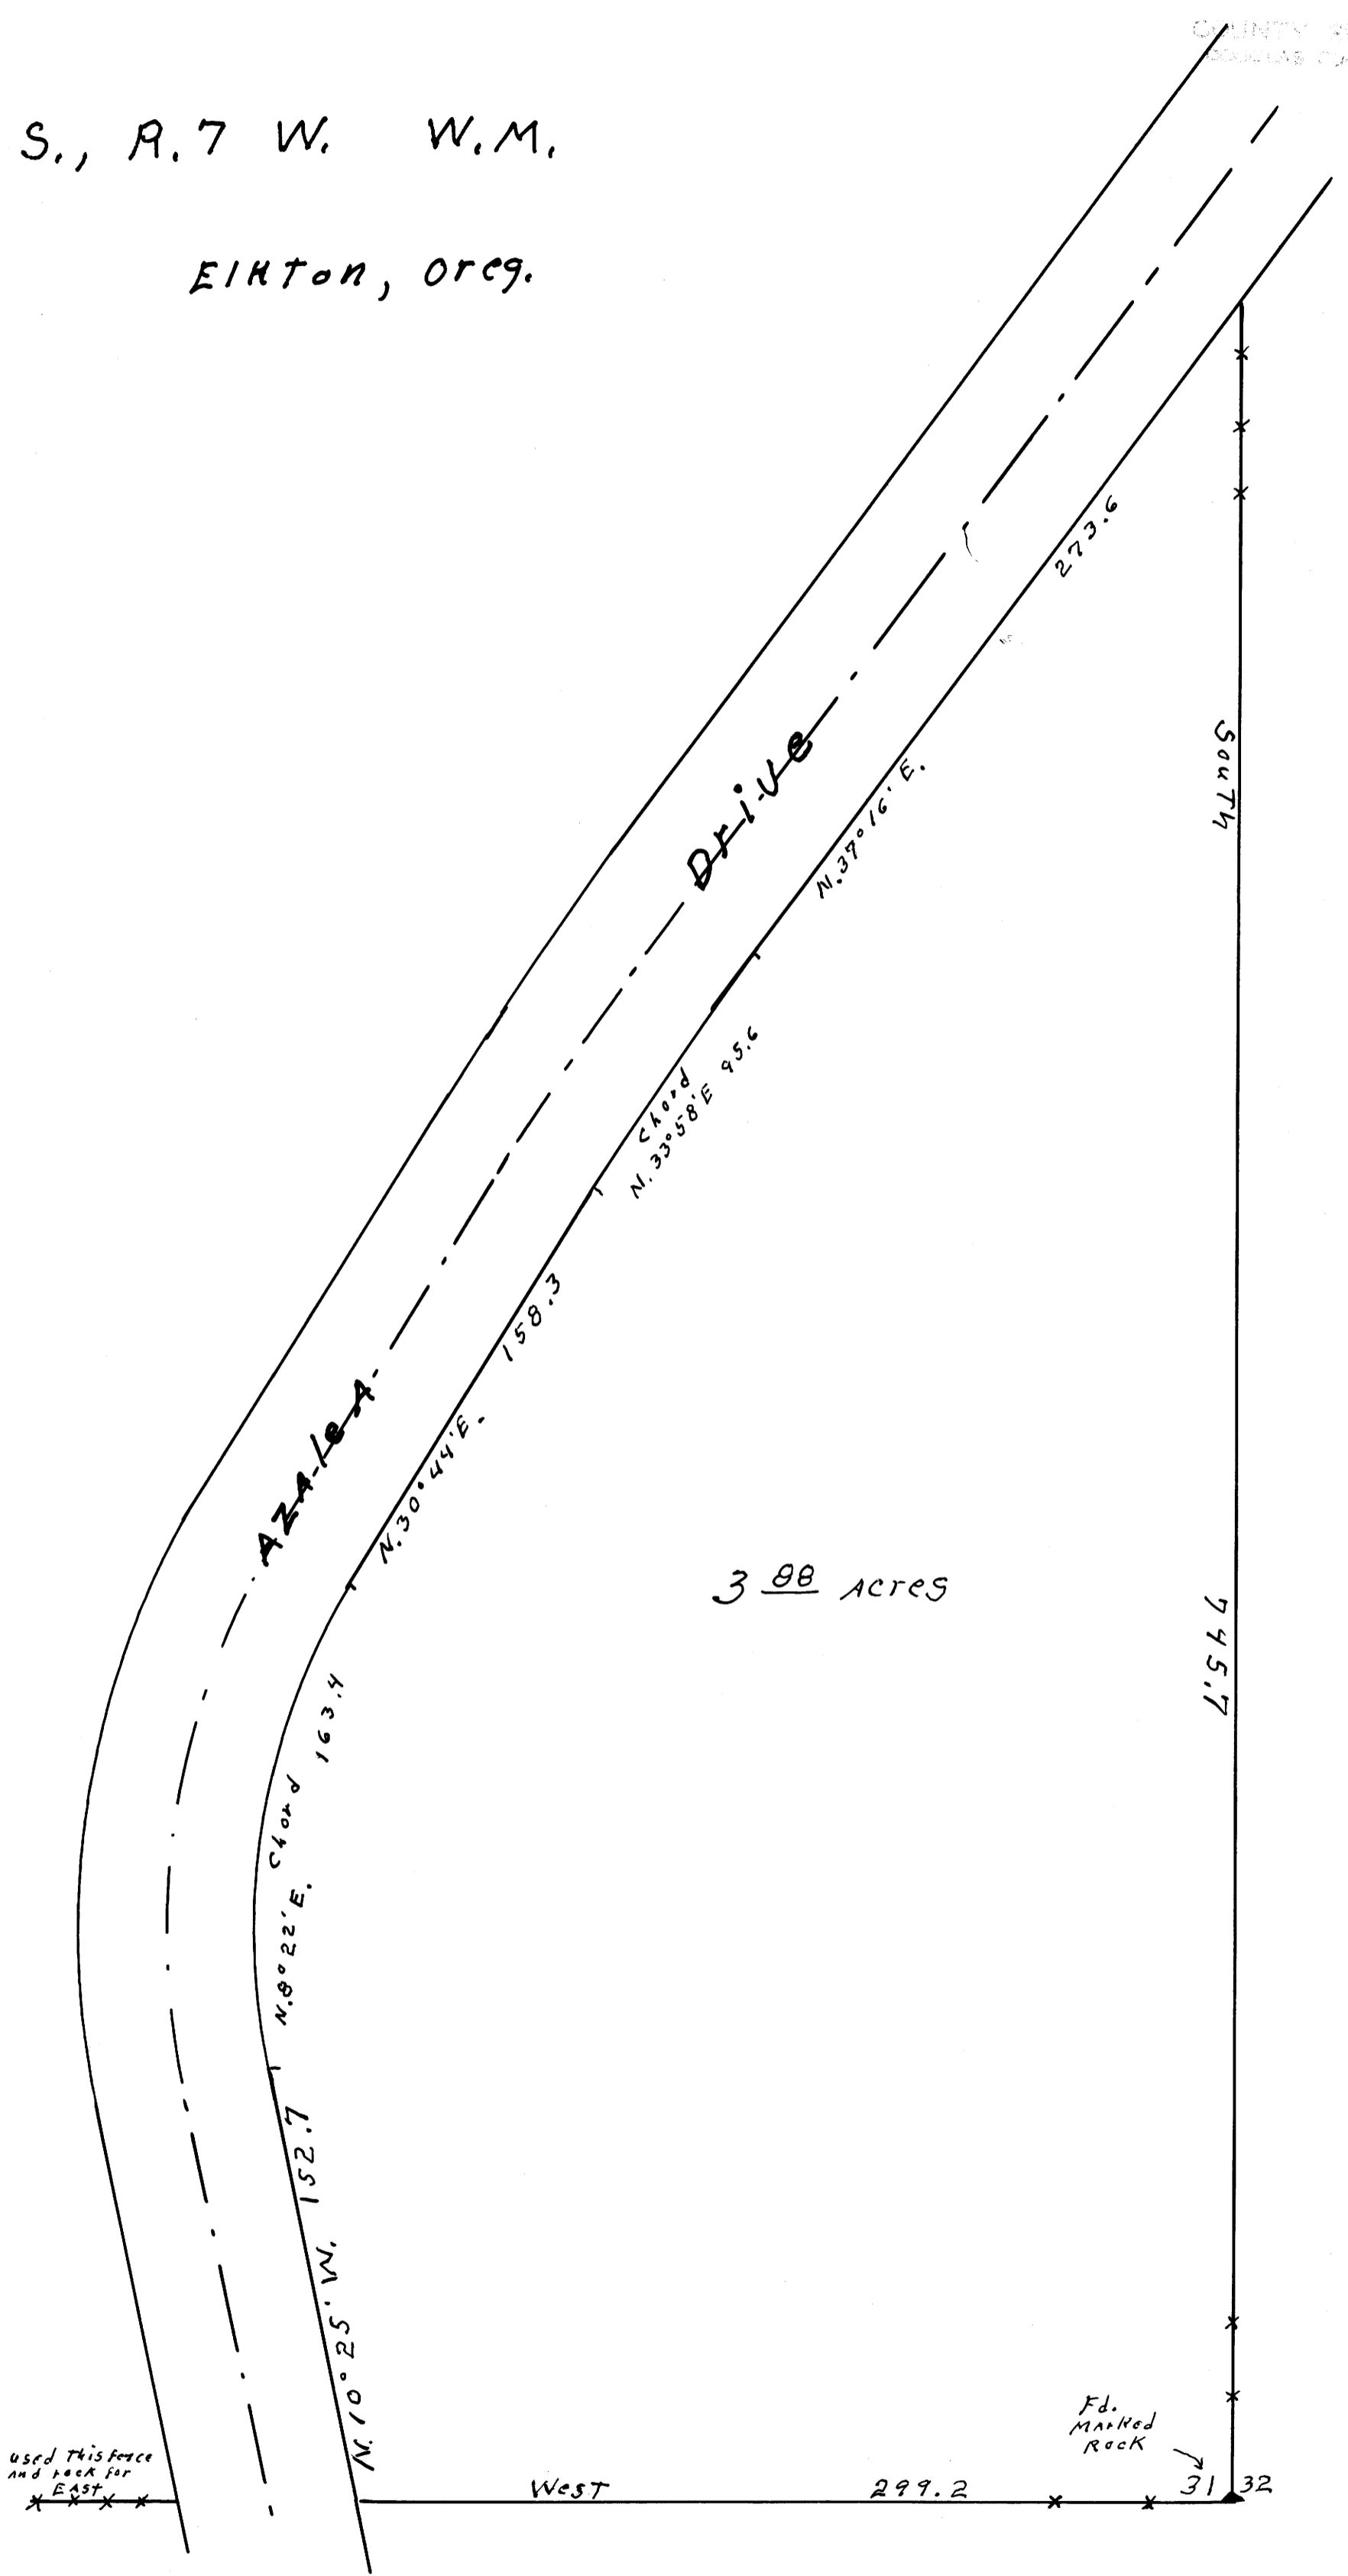 S., R. 7 W. W.M.
Elkton, Oreg.
273.6
South
Drive
N. 37° 16' E.
Chord
N. 33° 58' E 95.6
158.3
N. 30° 44' E.
AZAleA
3 88 Acres
745.7
N. 8° 22' E. Chord 163.4
N. 10° 25' W. 152.7
Fd.
MArked
Rock
used This fence
And rock for
EAST
West 299.2
31 32